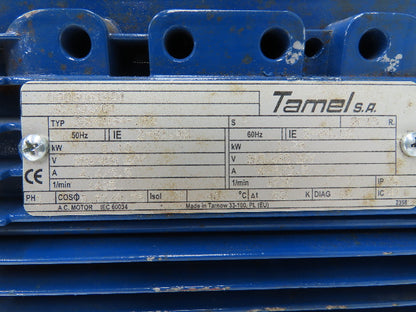 Tamel S.A.
TYP S R.
50Hz IE 60Hz IE
kW kW
V V
A A
1/min 1/min IP
PH COSΦ Isol °C Δt K DIAG IC
A.C. MOTOR IEC 60034 Made in Tarnow 33-100, PL (EU) 2356
CE